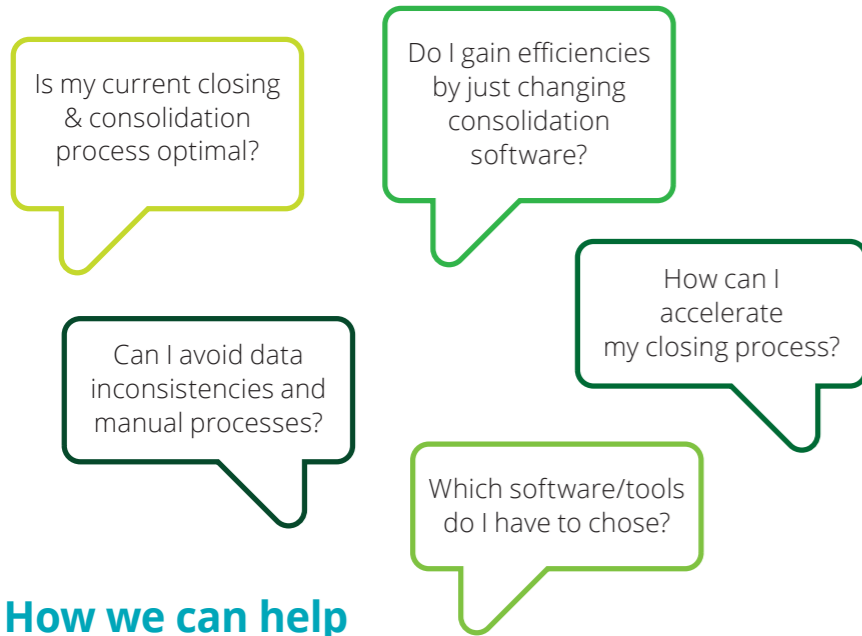 Is my current closing
& consolidation
process optimal?
Do I gain efficiencies
by just changing
consolidation
software?
How can I
accelerate
my closing process?
Can I avoid data
inconsistencies and
manual processes?
Which software/tools
do I have to chose?
How we can help